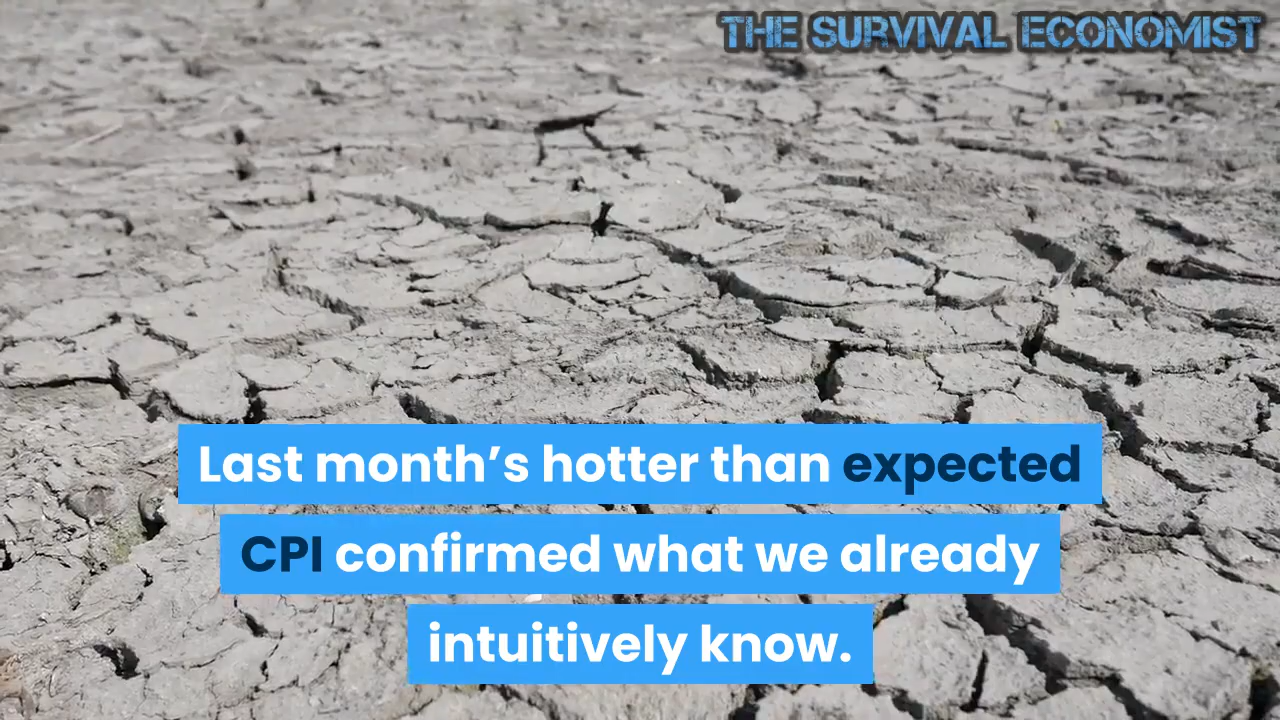 THE SURVIVAL ECONOMIST
Last month’s hotter than expected
CPI confirmed what we already
intuitively know.